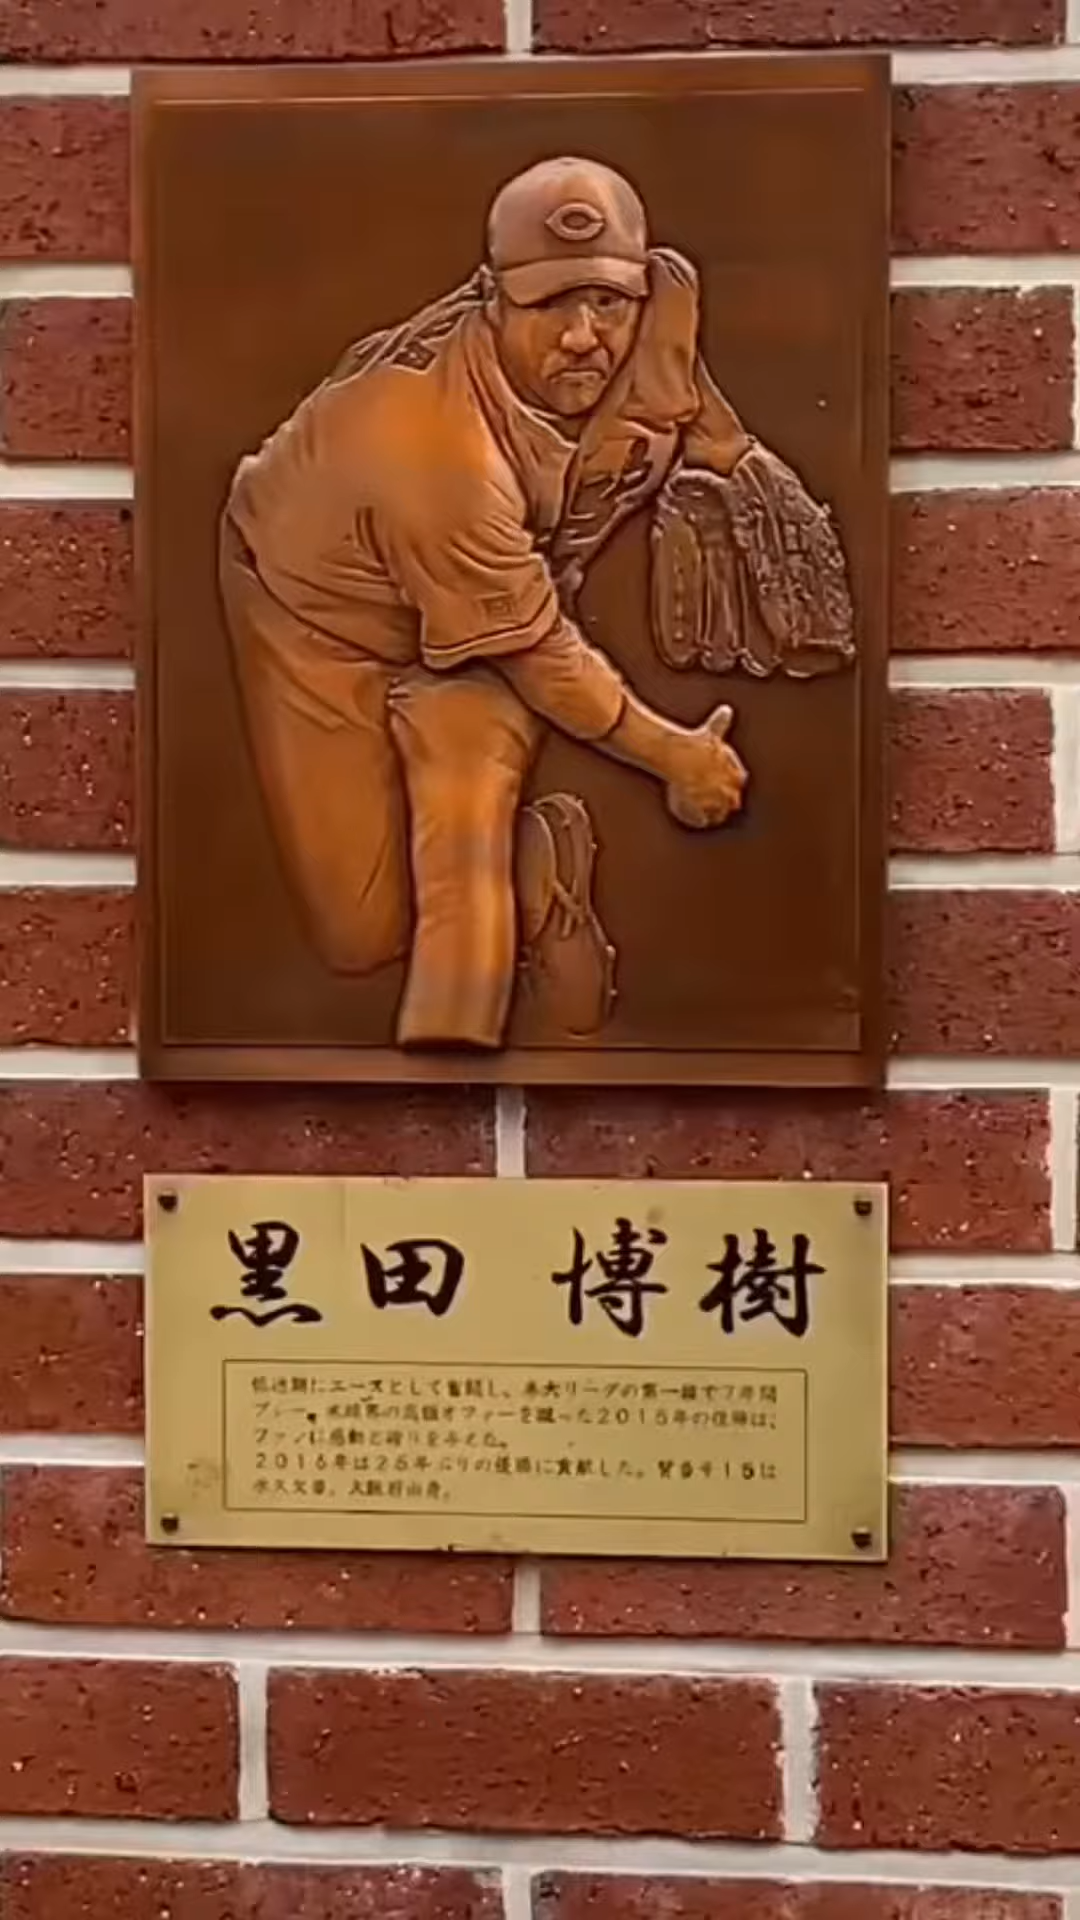 黒田 博樹
低迷期にエースとして奮闘し、米大リーグの第一線で7年間
プレー。米球界の高額オファーを蹴った2015年の復帰は、
ファンに感動と誇りを与えた。
2016年は25年ぶりの優勝に貢献した。背番号15は
永久欠番。大阪府出身。